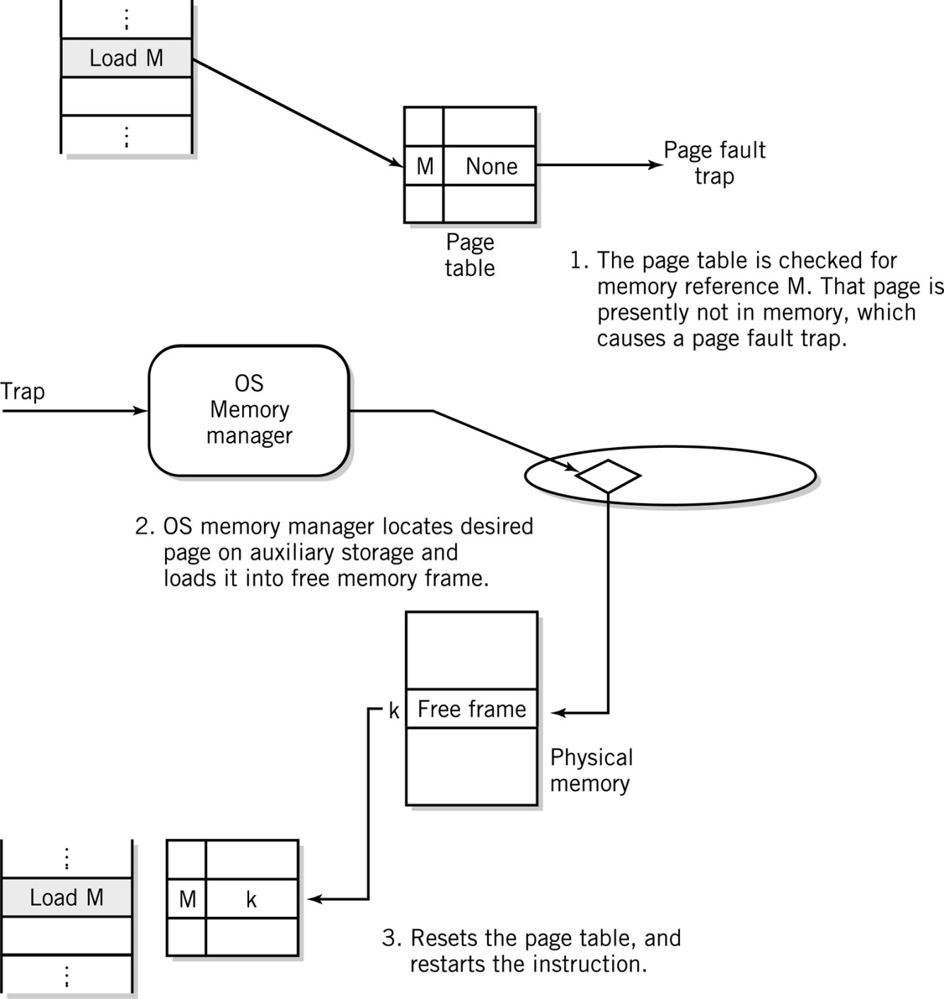 Load M
M
None
Page fault
trap
Page
table
1. The page table is checked for
memory reference M. That page is
presently not in memory, which
causes a page fault trap.
Trap
OS
Memory
manager
2. OS memory manager locates desired
page on auxiliary storage and
loads it into free memory frame.
k
Free frame
Physical
memory
Load M
M
k
3. Resets the page table, and
restarts the instruction.